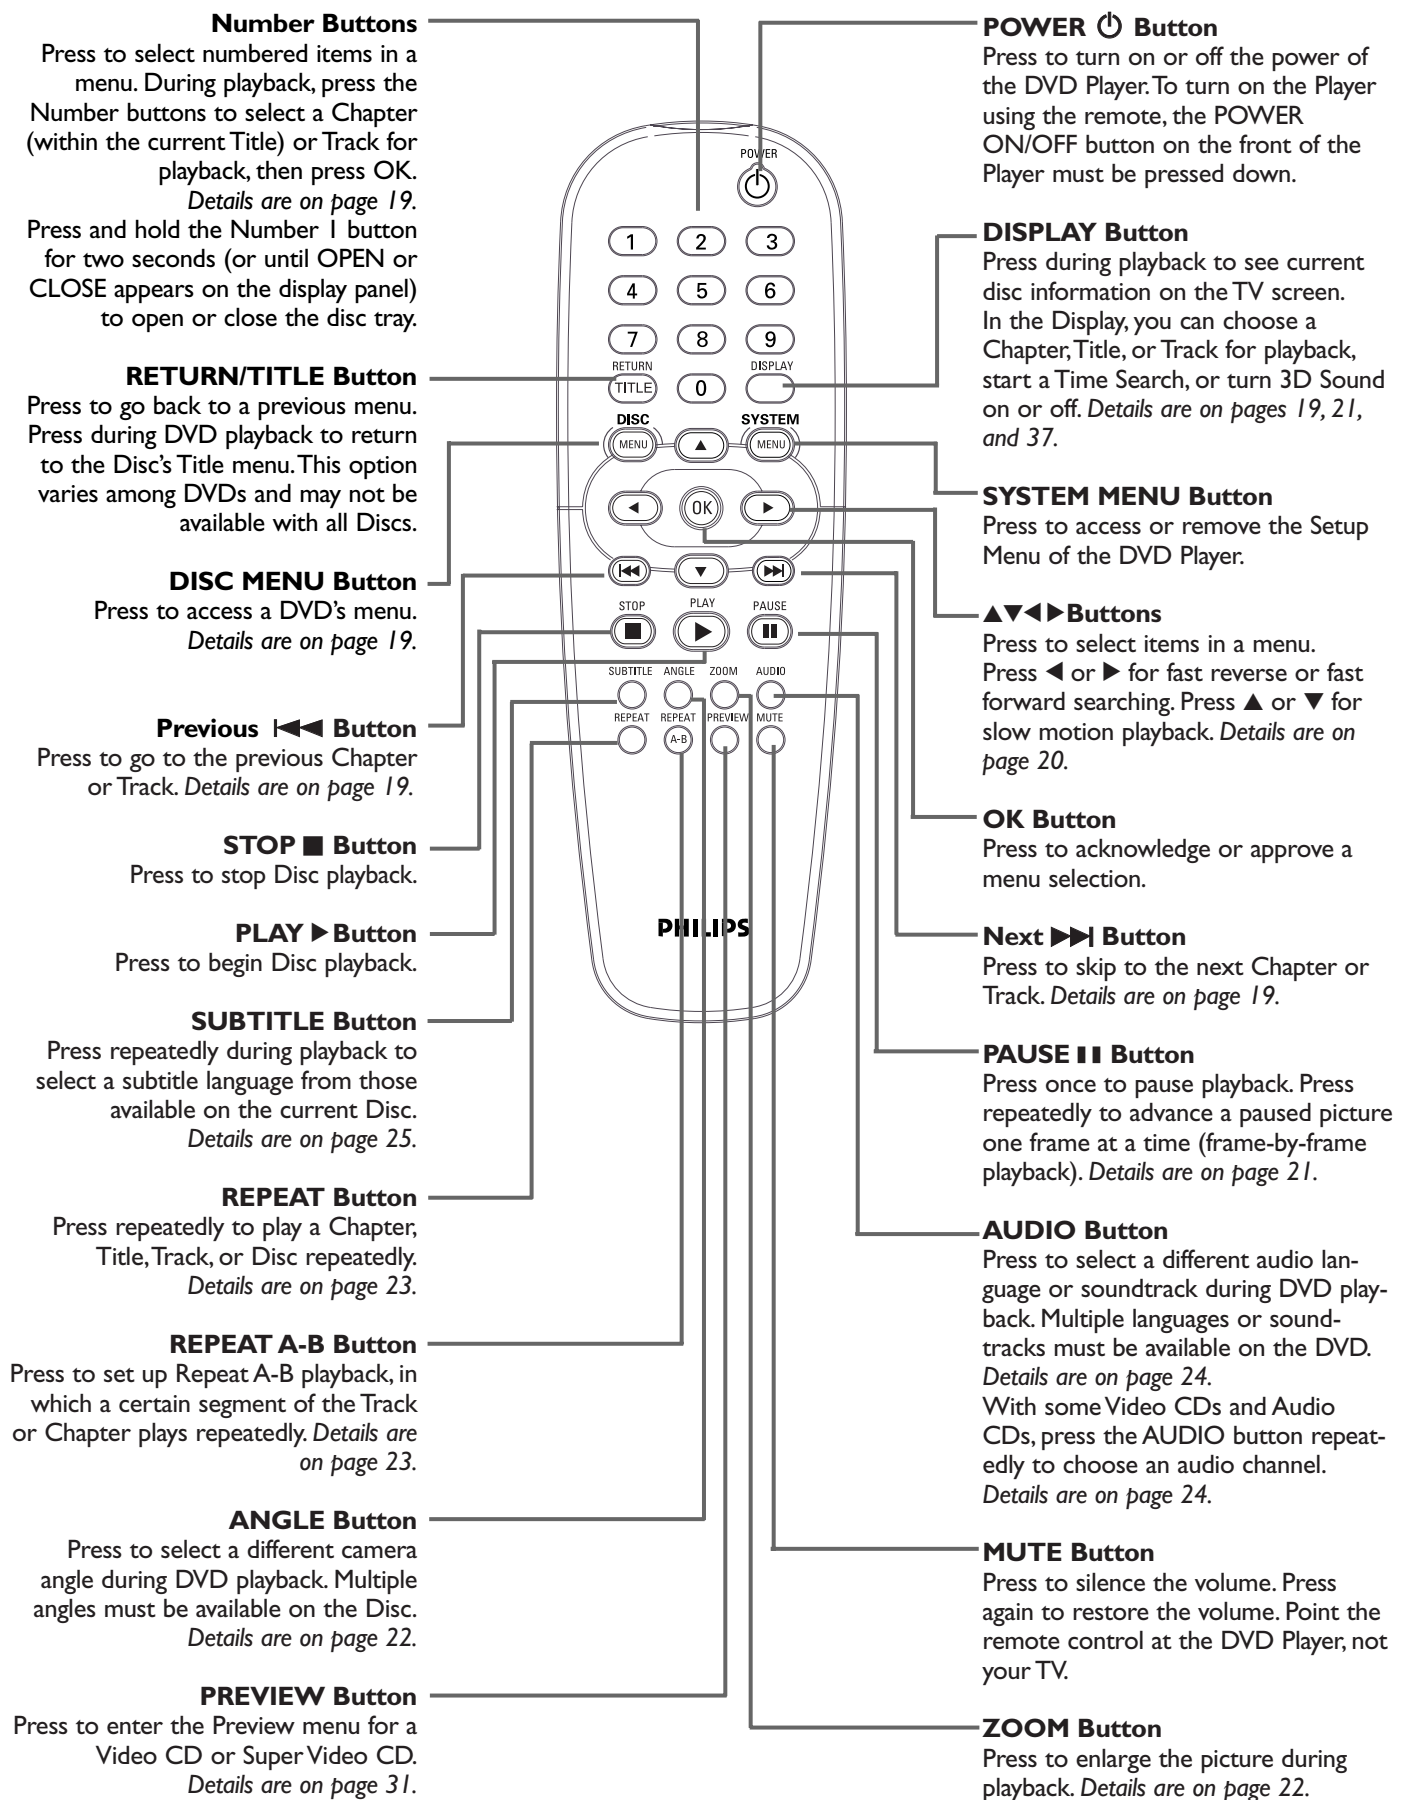 Number Buttons
Press to select numbered items in a
menu. During playback, press the
Number buttons to select a Chapter
(within the current Title) or Track for
playback, then press OK.
Details are on page 19.
Press and hold the Number 1 button
for two seconds (or until OPEN or
CLOSE appears on the display panel)
to open or close the disc tray.
RETURN/TITLE Button
Press to go back to a previous menu.
Press during DVD playback to return
to the Disc's Title menu. This option
varies among DVDs and may not be
available with all Discs.
DISC MENU Button
Press to access a DVD's menu.
Details are on page 19.
Previous ⏮ Button
Press to go to the previous Chapter
or Track. Details are on page 19.
STOP ■ Button
Press to stop Disc playback.
PLAY ▶ Button
Press to begin Disc playback.
SUBTITLE Button
Press repeatedly during playback to
select a subtitle language from those
available on the current Disc.
Details are on page 25.
REPEAT Button
Press repeatedly to play a Chapter,
Title, Track, or Disc repeatedly.
Details are on page 23.
REPEAT A-B Button
Press to set up Repeat A-B playback, in
which a certain segment of the Track
or Chapter plays repeatedly. Details are
on page 23.
ANGLE Button
Press to select a different camera
angle during DVD playback. Multiple
angles must be available on the Disc.
Details are on page 22.
PREVIEW Button
Press to enter the Preview menu for a
Video CD or Super Video CD.
Details are on page 31.
POWER
1 2 3
4 5 6
7 8 9
RETURN DISPLAY
TITLE 0
DISC SYSTEM
MENU ▲ MENU
◀ OK ▶
⏮ ▼ ⏭
STOP PLAY PAUSE
■ ▶ ❚❚
SUBTITLE ANGLE ZOOM AUDIO
REPEAT REPEAT PREVIEW MUTE
A-B
PHILIPS
POWER ⏻ Button
Press to turn on or off the power of
the DVD Player. To turn on the Player
using the remote, the POWER
ON/OFF button on the front of the
Player must be pressed down.
DISPLAY Button
Press during playback to see current
disc information on the TV screen.
In the Display, you can choose a
Chapter, Title, or Track for playback,
start a Time Search, or turn 3D Sound
on or off. Details are on pages 19, 21,
and 37.
SYSTEM MENU Button
Press to access or remove the Setup
Menu of the DVD Player.
▲▼◀ ▶ Buttons
Press to select items in a menu.
Press ◀ or ▶ for fast reverse or fast
forward searching. Press ▲ or ▼ for
slow motion playback. Details are on
page 20.
OK Button
Press to acknowledge or approve a
menu selection.
Next ⏭ Button
Press to skip to the next Chapter or
Track. Details are on page 19.
PAUSE ❚❚ Button
Press once to pause playback. Press
repeatedly to advance a paused picture
one frame at a time (frame-by-frame
playback). Details are on page 21.
AUDIO Button
Press to select a different audio lan-
guage or soundtrack during DVD play-
back. Multiple languages or sound-
tracks must be available on the DVD.
Details are on page 24.
With some Video CDs and Audio
CDs, press the AUDIO button repeat-
edly to choose an audio channel.
Details are on page 24.
MUTE Button
Press to silence the volume. Press
again to restore the volume. Point the
remote control at the DVD Player, not
your TV.
ZOOM Button
Press to enlarge the picture during
playback. Details are on page 22.